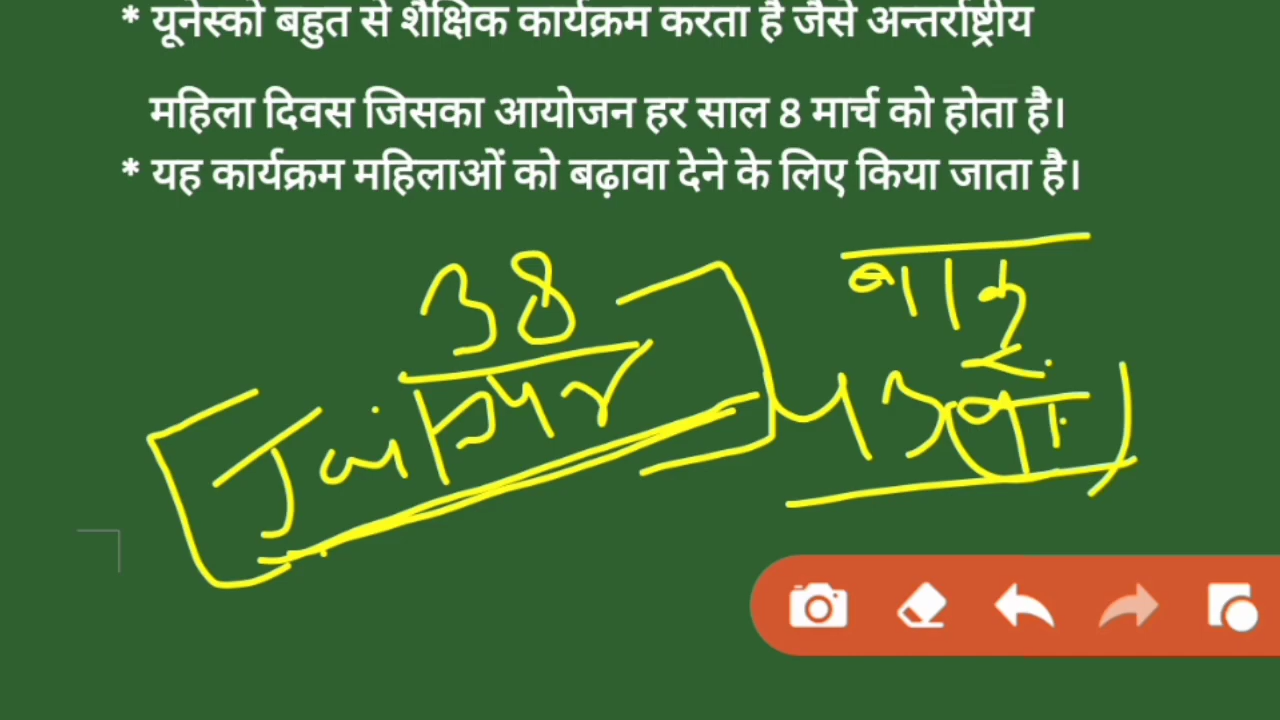 * यूनेस्को बहुत से शैक्षिक कार्यक्रम करता है जैसे अन्तर्राष्ट्रीय
महिला दिवस जिसका आयोजन हर साल 8 मार्च को होता है।
* यह कार्यक्रम महिलाओं को बढ़ावा देने के लिए किया जाता है।
38
Jaipur